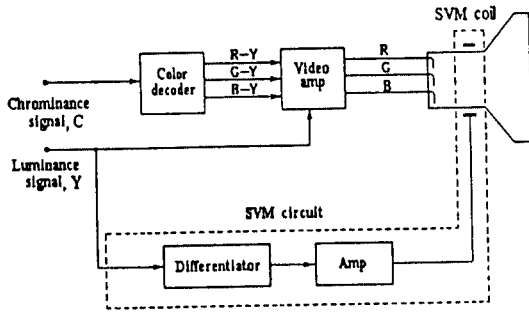 SVM coil
R-Y
G-Y
B-Y
Color
decoder
Video
amp
R
G
B
Chrominance
signal, C
Luminance
signal, Y
SVM circuit
Differentiator
Amp